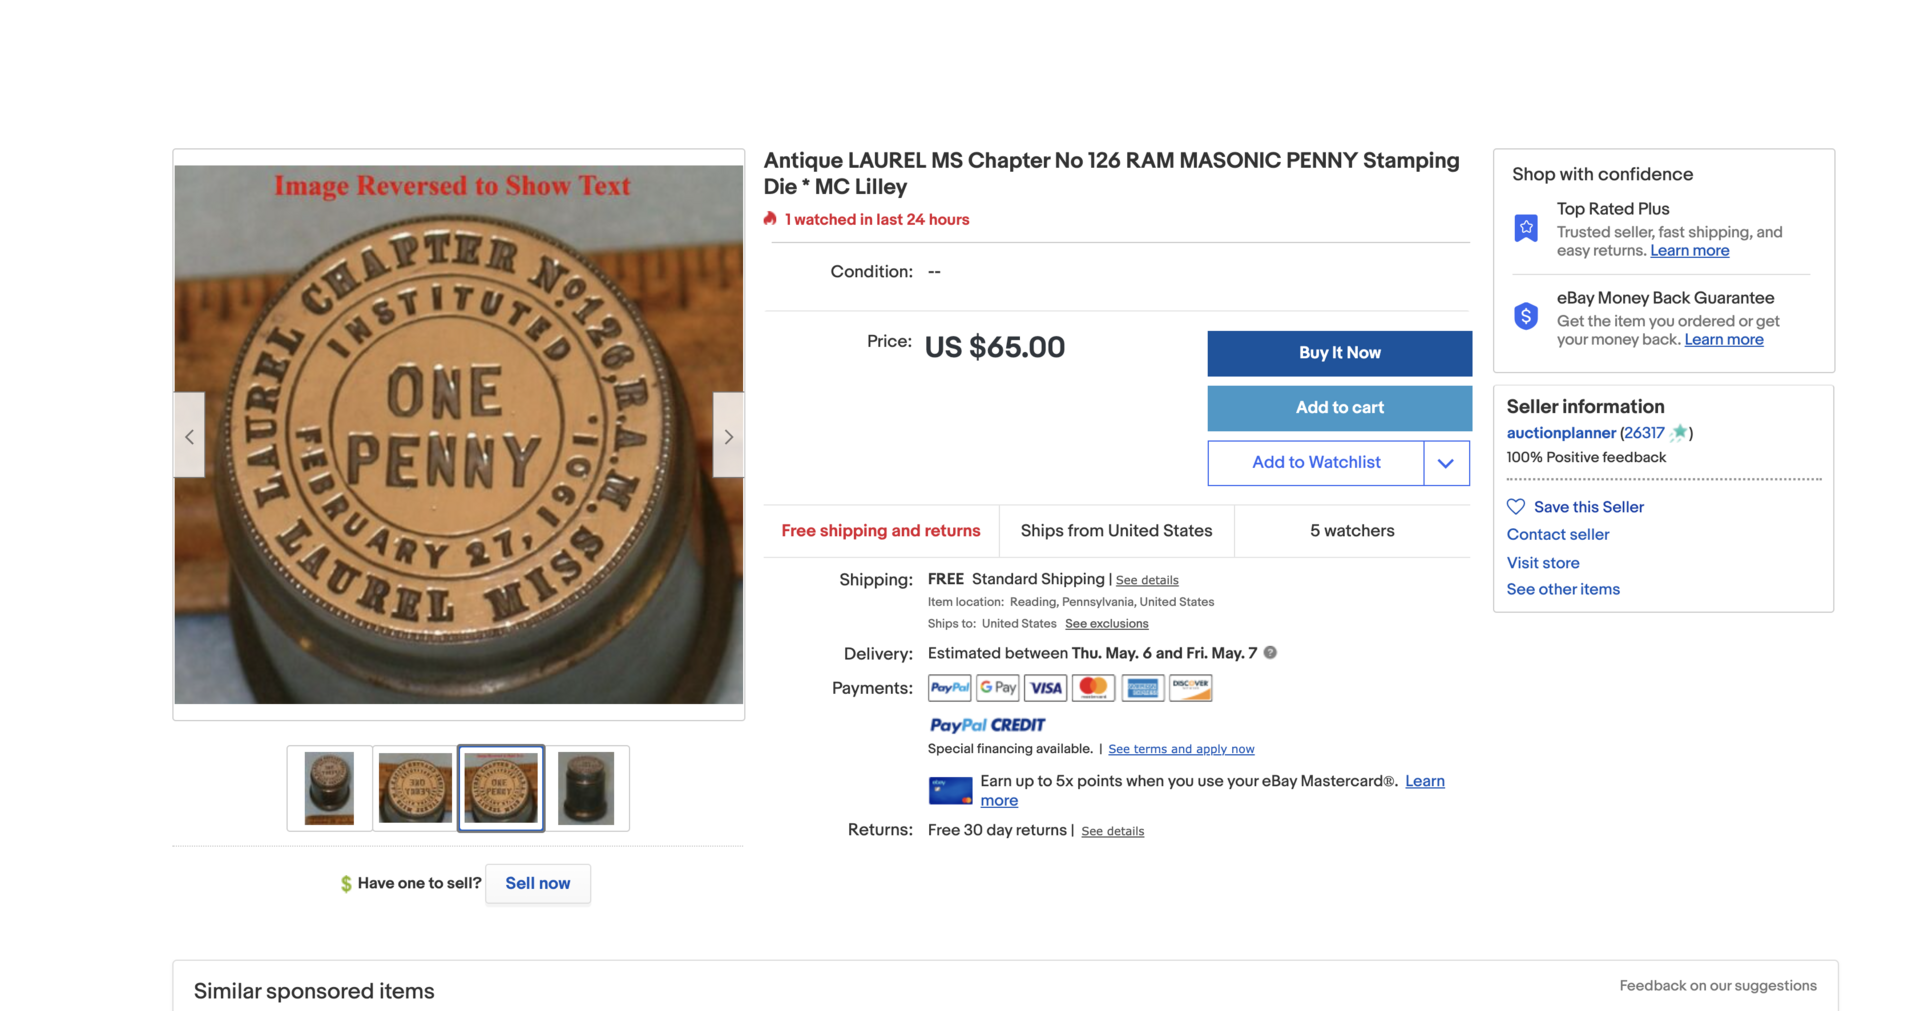 Image Reversed to Show Text
LAUREL CHAPTER No. 126, R.A.M.
LAUREL MISS.
INSTITUTED
FEBRUARY 27, 1901.
ONE
PENNY
Have one to sell? Sell now
Antique LAUREL MS Chapter No 126 RAM MASONIC PENNY Stamping
Die * MC Lilley
1 watched in last 24 hours
Condition: --
Price: US $65.00
Buy It Now
Add to cart
Add to Watchlist
Free shipping and returns
Ships from United States
5 watchers
Shipping: FREE Standard Shipping | See details
Item location: Reading, Pennsylvania, United States
Ships to: United States See exclusions
Delivery: Estimated between Thu. May. 6 and Fri. May. 7 ?
Payments: PayPal G Pay VISA mastercard AMERICAN EXPRESS DISCOVER
PayPal CREDIT
Special financing available. | See terms and apply now
Earn up to 5x points when you use your eBay Mastercard®. Learn
more
Returns: Free 30 day returns | See details
Shop with confidence
Top Rated Plus
Trusted seller, fast shipping, and
easy returns. Learn more
eBay Money Back Guarantee
Get the item you ordered or get
your money back. Learn more
Seller information
auctionplanner (26317)
100% Positive feedback
Save this Seller
Contact seller
Visit store
See other items
Similar sponsored items
Feedback on our suggestions